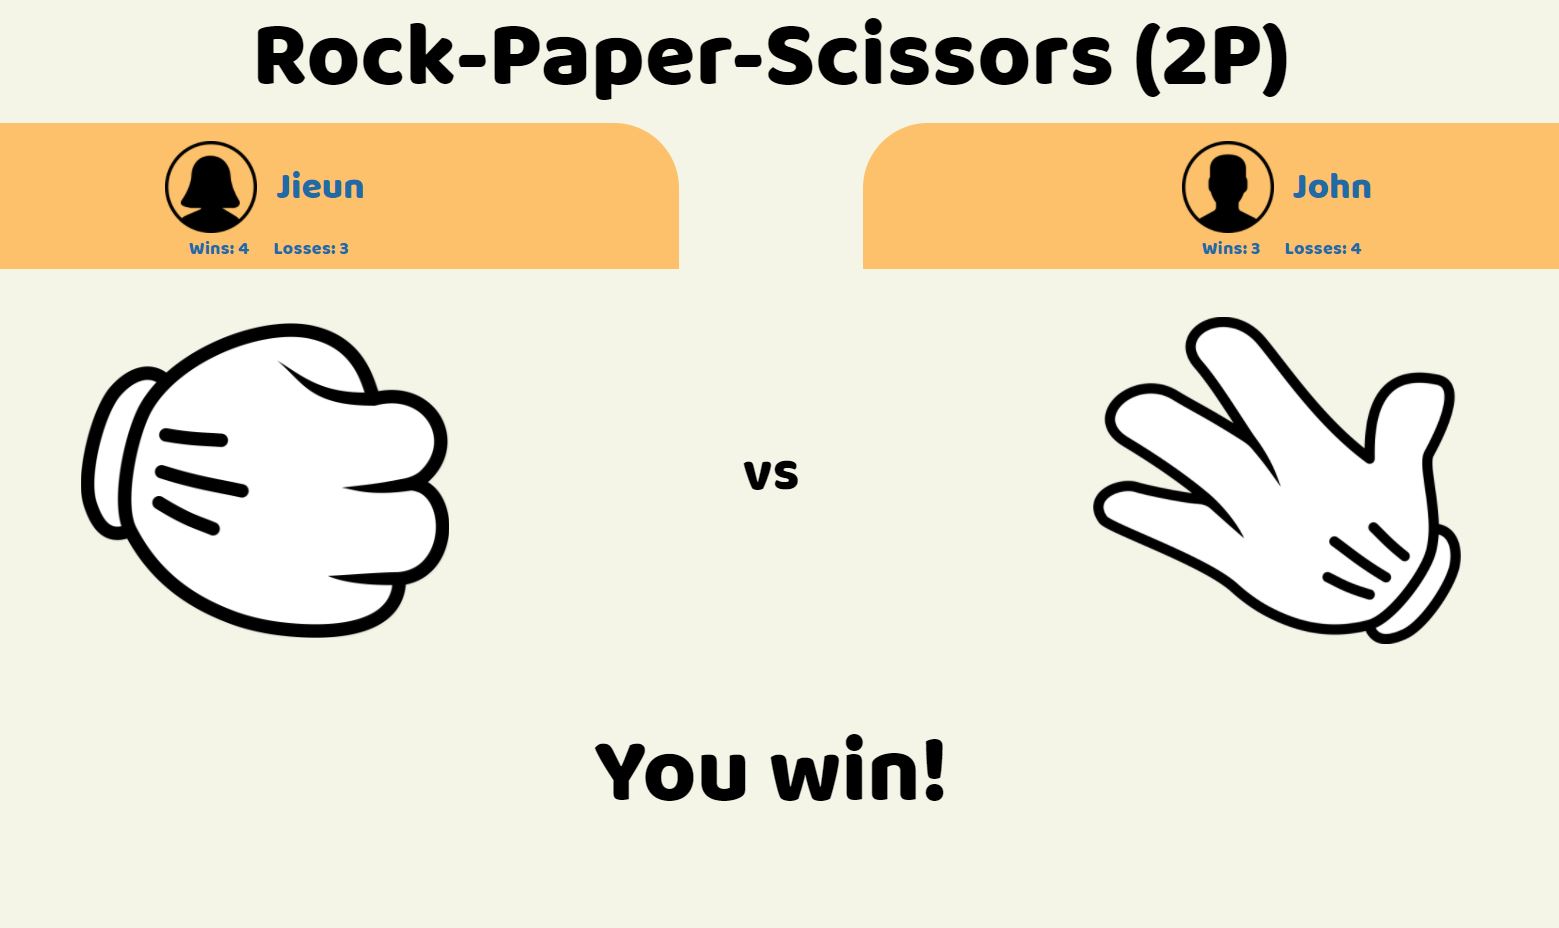 Rock-Paper-Scissors (2P)
Jieun
Wins: 4 Losses: 3
John
Wins: 3 Losses: 4
vs
You win!